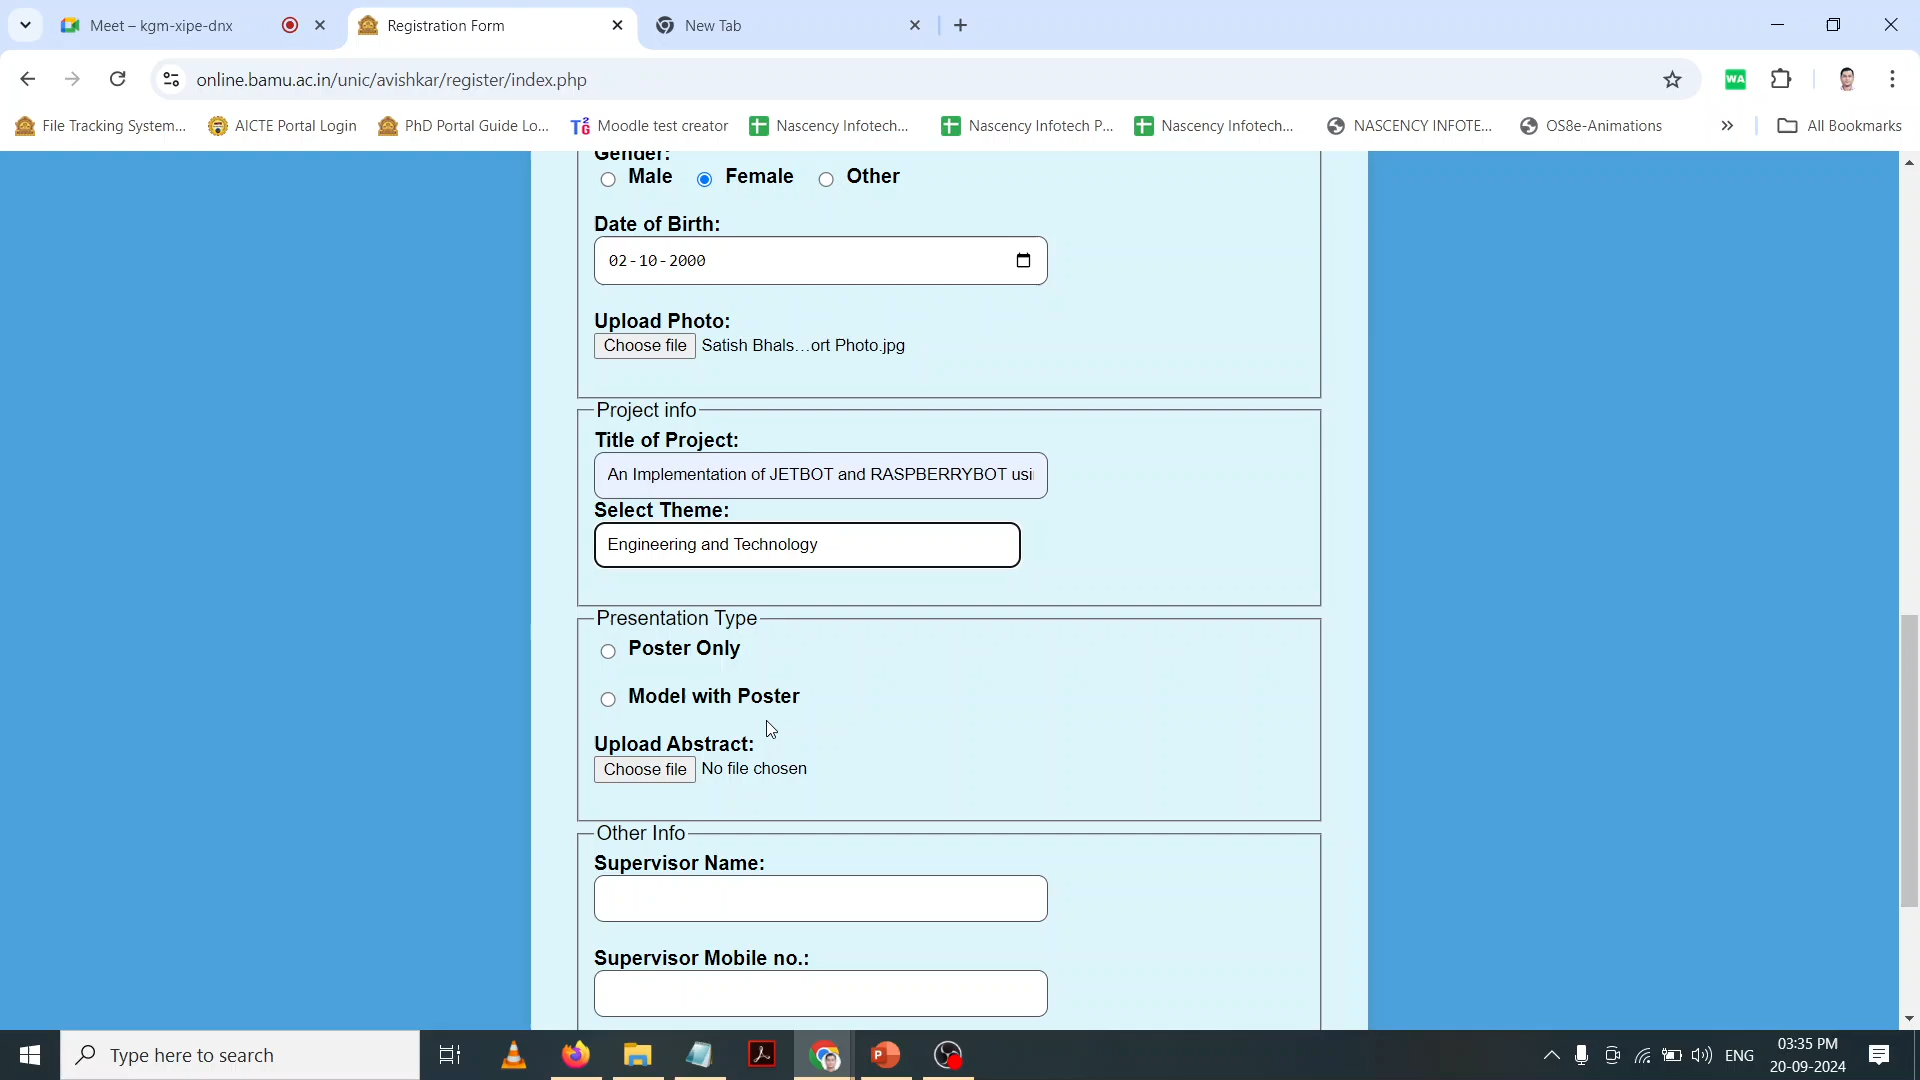 Meet – kgm-xipe-dnx
Registration Form
New Tab
online.bamu.ac.in/unic/avishkar/register/index.php
WA
File Tracking System...
AICTE Portal Login
PhD Portal Guide Lo...
Moodle test creator
Nascency Infotech...
Nascency Infotech P...
Nascency Infotech...
NASCENCY INFOTE...
OS8e-Animations
All Bookmarks
Gender:
Male Female Other
Date of Birth:
02-10-2000
Upload Photo:
Choose file Satish Bhals...ort Photo.jpg
Project info
Title of Project:
An Implementation of JETBOT and RASPBERRYBOT usi
Select Theme:
Engineering and Technology
Presentation Type
Poster Only
Model with Poster
Upload Abstract:
Choose file No file chosen
Other Info
Supervisor Name:
Supervisor Mobile no.:
Type here to search
ENG
03:35 PM
20-09-2024